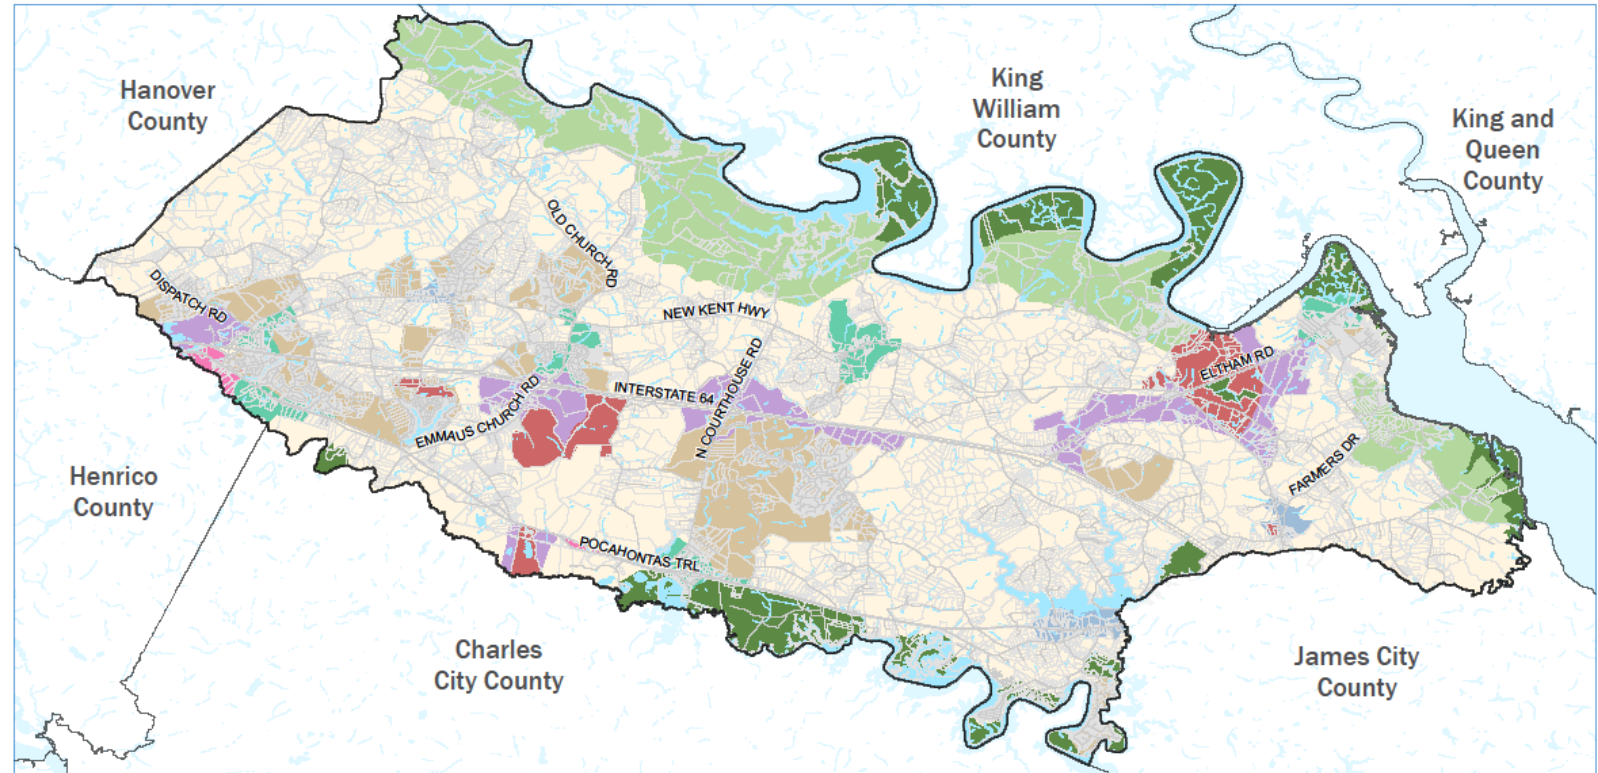 Hanover
County
King
William
County
King and
Queen
County
OLD CHURCH RD
DISPATCH RD
NEW KENT HWY
ELTHAM RD
INTERSTATE 64
N COURTHOUSE RD
EMMAUS CHURCH RD
FARMERS DR
Henrico
County
POCAHONTAS TRL
Charles
City County
James City
County